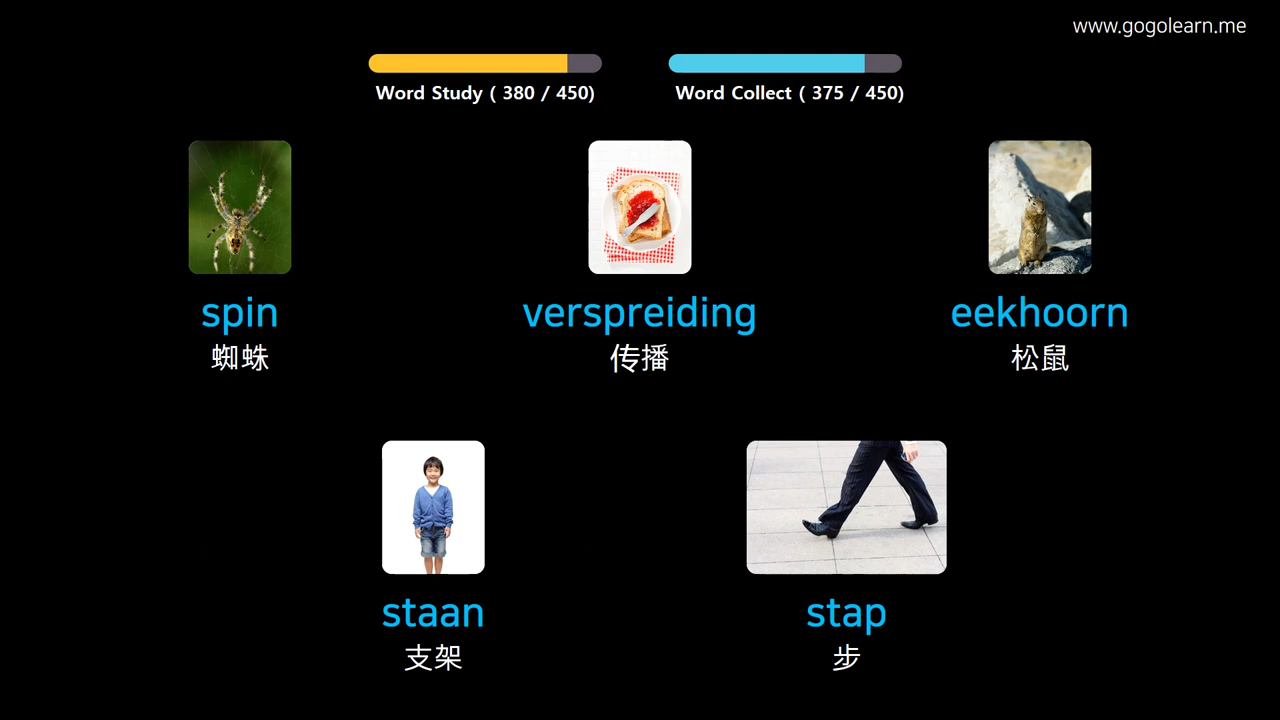 www.gogolearn.me
Word Study ( 380 / 450)
Word Collect ( 375 / 450)
spin
蜘蛛
verspreiding
传播
eekhoorn
松鼠
staan
支架
stap
步